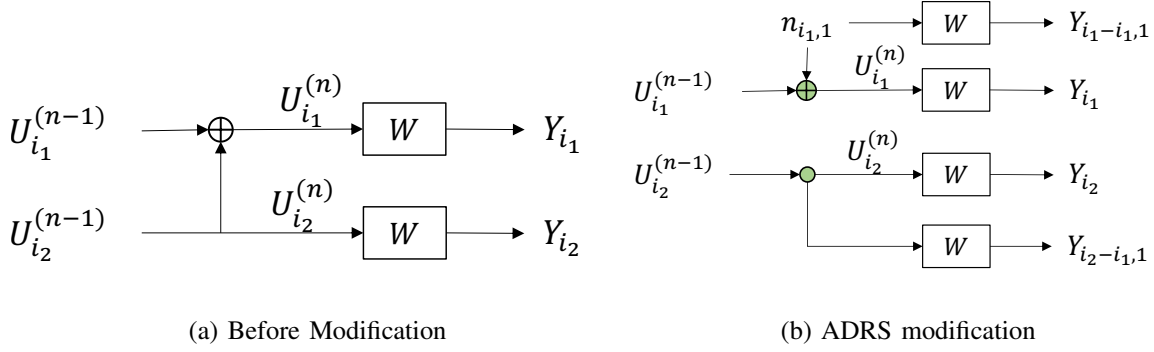 U_{i_1}^{(n-1)} U_{i_1}^{(n)} W Y_{i_1}
U_{i_2}^{(n-1)} U_{i_2}^{(n)} W Y_{i_2}
(a) Before Modification
n_{i_1,1} W Y_{i_1-i_1,1}
U_{i_1}^{(n-1)} U_{i_1}^{(n)} W Y_{i_1}
U_{i_2}^{(n-1)} U_{i_2}^{(n)} W Y_{i_2}
W Y_{i_2-i_1,1}
(b) ADRS modification